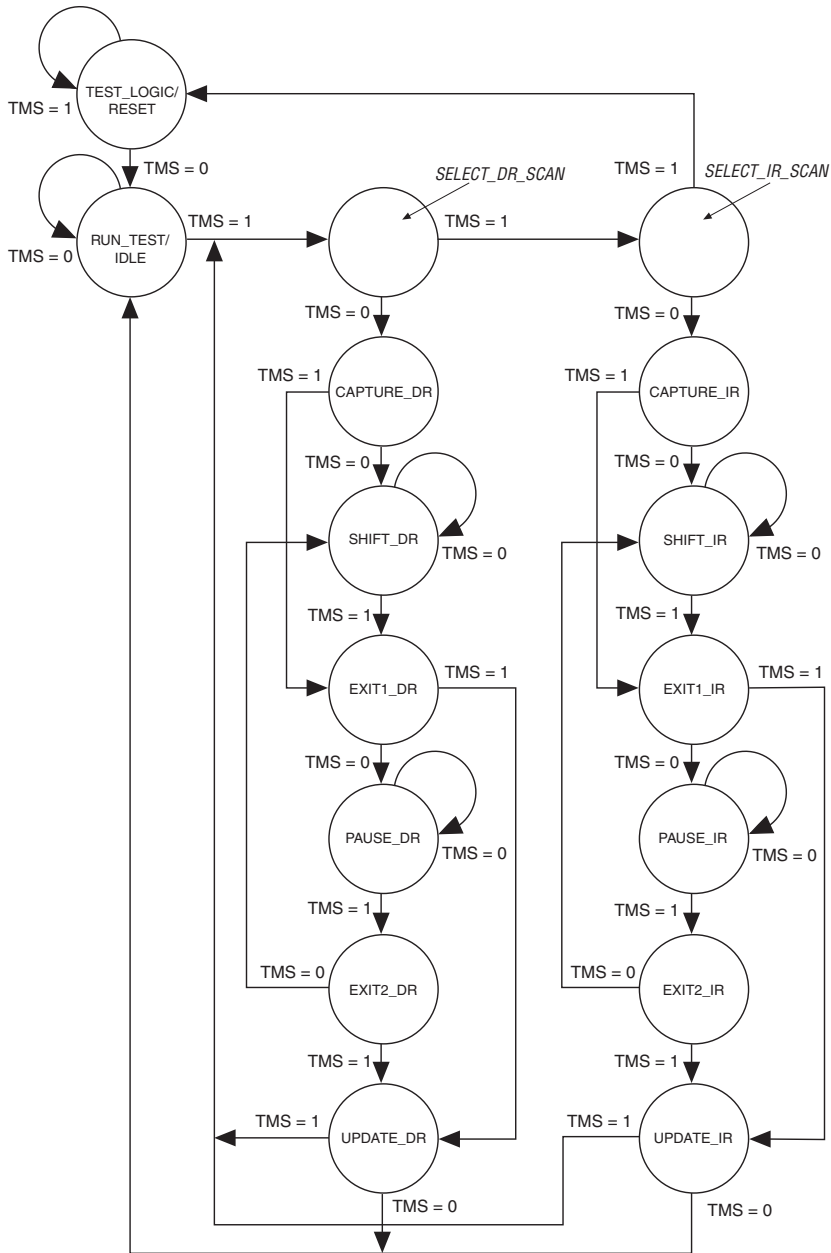 TEST_LOGIC/
RESET
TMS = 1
TMS = 0
SELECT_DR_SCAN
TMS = 1
SELECT_IR_SCAN
TMS = 1
TMS = 1
RUN_TEST/
IDLE
TMS = 0
TMS = 0
TMS = 0
TMS = 1
CAPTURE_DR
TMS = 1
CAPTURE_IR
TMS = 0
TMS = 0
SHIFT_DR
TMS = 0
SHIFT_IR
TMS = 0
TMS = 1
TMS = 1
EXIT1_DR
TMS = 1
EXIT1_IR
TMS = 1
TMS = 0
TMS = 0
PAUSE_DR
TMS = 0
PAUSE_IR
TMS = 0
TMS = 1
TMS = 1
TMS = 0
EXIT2_DR
TMS = 0
EXIT2_IR
TMS = 1
TMS = 1
TMS = 1
UPDATE_DR
TMS = 1
UPDATE_IR
TMS = 0
TMS = 0